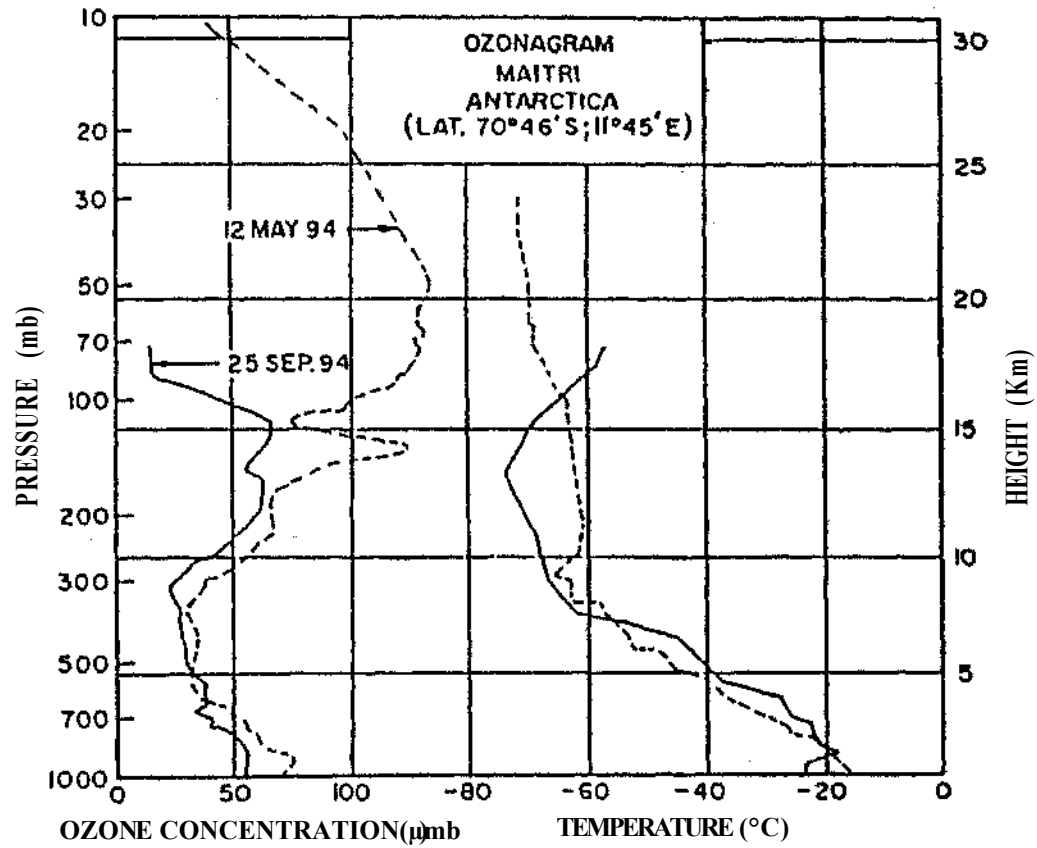 OZONAGRAM
MAITRI
ANTARCTICA
(LAT. 70°46'S; 11°45'E)
10
20
30
50
70
100
200
300
500
700
1000
PRESSURE (mb)
12 MAY 94
25 SEP. 94
30
25
20
15
10
5
0
HEIGHT (Km)
0 50 100 -80 -60 -40 -20 0
OZONE CONCENTRATION(μ)mb TEMPERATURE (°C)